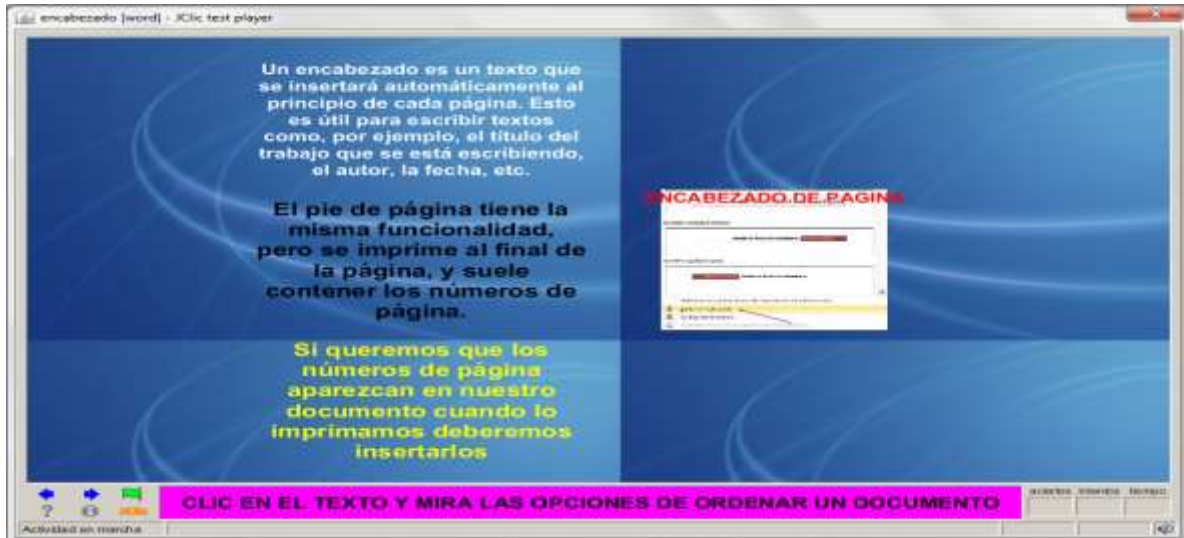 encabezado (word) - JClic test player
Un encabezado es un texto que
se insertará automáticamente al
principio de cada página. Esto
es útil para escribir textos
como, por ejemplo, el título del
trabajo que se está escribiendo,
el autor, la fecha, etc.
El pie de página tiene la
misma funcionalidad,
pero se imprime al final de
la página, y suele
contener los números de
página.
Si queremos que los
números de página
aparezcan en nuestro
documento cuando lo
imprimamos deberemos
insertarlos
ENCABEZADO DE PAGINA
CLIC EN EL TEXTO Y MIRA LAS OPCIONES DE ORDENAR UN DOCUMENTO
aciertos intentos tiempo
Actividad en marcha